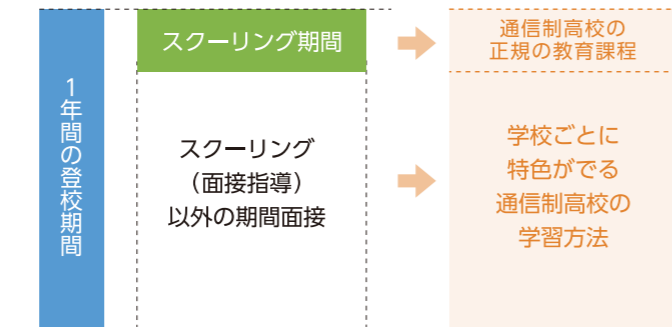 1年間の登校期間
スクーリング期間
通信制高校の
正規の教育課程
スクーリング
（面接指導）
以外の期間面接
学校ごとに
特色がでる
通信制高校の
学習方法